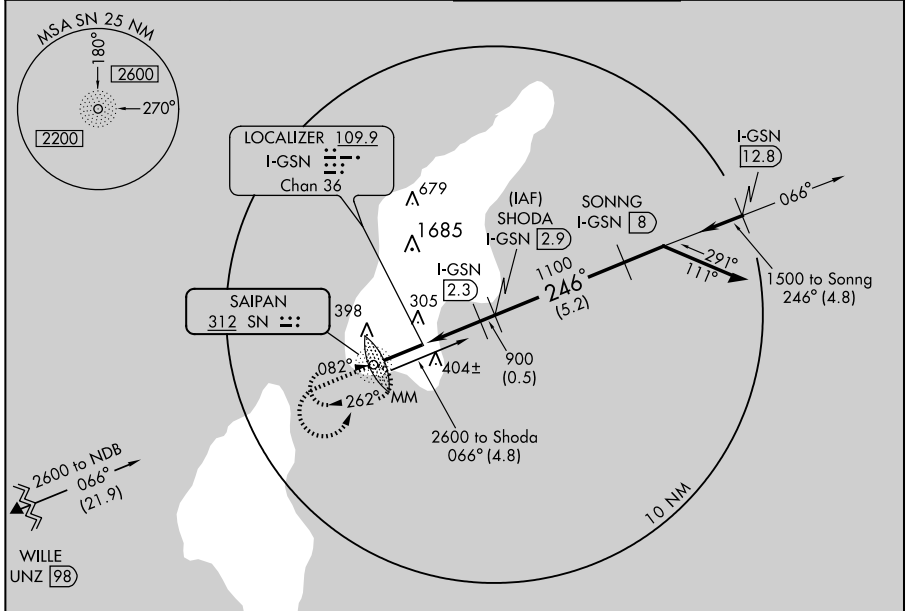 MSA SN 25 NM
180°
2600
270°
2200
LOCALIZER 109.9
I-GSN
Chan 36
679
1685
I-GSN
12.8
066°
(IAF)
SHODA
I-GSN 2.9
SONNG
I-GSN 8
291°
111°
1500 to Sonng
246° (4.8)
I-GSN
2.3
1100
246°
(5.2)
SAIPAN
312 SN
398
305
900
(0.5)
404±
082°
262°
MM
2600 to Shoda
066° (4.8)
2600 to NDB
066°
(21.9)
10 NM
WILLE
UNZ 98